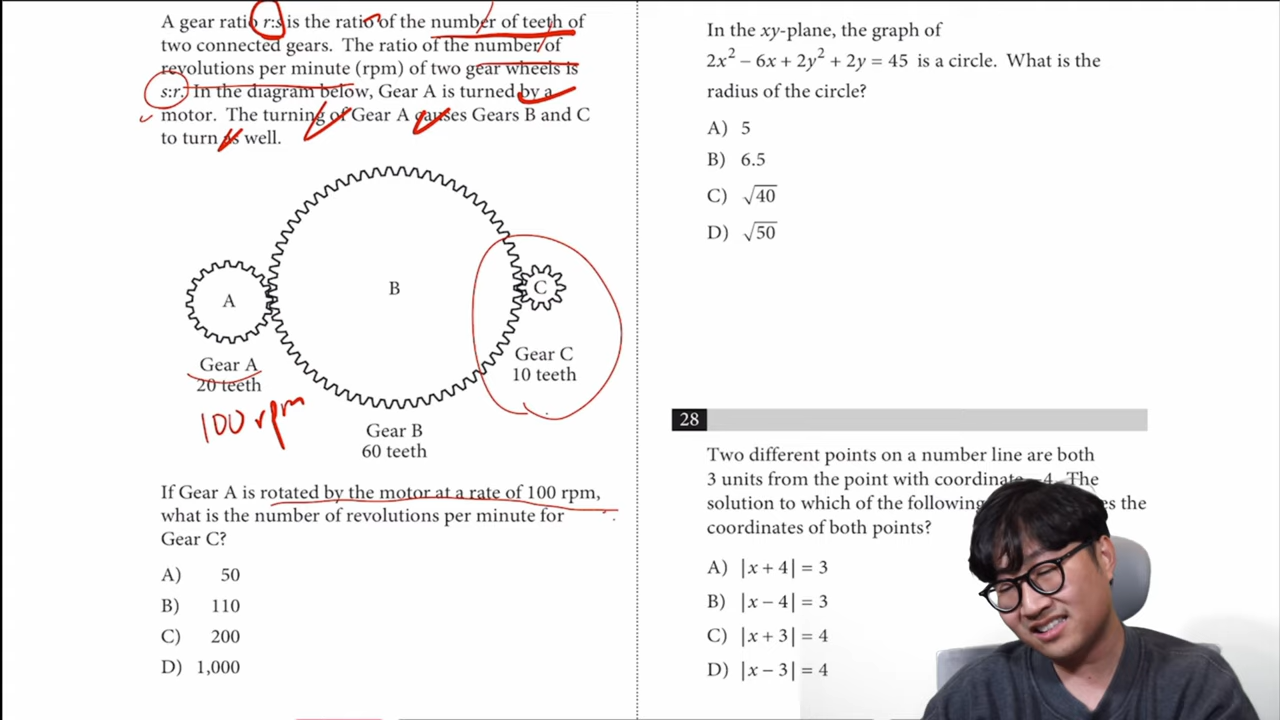 A gear ratio r:s is the ratio of the number of teeth of
two connected gears. The ratio of the number of
revolutions per minute (rpm) of two gear wheels is
s:r. In the diagram below, Gear A is turned by a
motor. The turning of Gear A causes Gears B and C
to turn as well.
A
B
C
Gear A
20 teeth
100 rpm
Gear C
10 teeth
Gear B
60 teeth
If Gear A is rotated by the motor at a rate of 100 rpm,
what is the number of revolutions per minute for
Gear C?
A) 50
B) 110
C) 200
D) 1,000
In the xy-plane, the graph of
2x² − 6x + 2y² + 2y = 45 is a circle. What is the
radius of the circle?
A) 5
B) 6.5
C) √40
D) √50
28
Two different points on a number line are both
3 units from the point with coordinate −4. The
solution to which of the following es the
coordinates of both points?
A) |x + 4| = 3
B) |x − 4| = 3
C) |x + 3| = 4
D) |x − 3| = 4